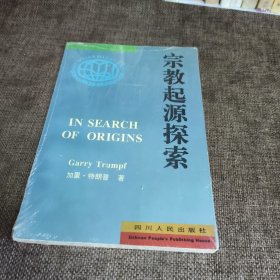 宗教起源探索
IN SEARCH
OF ORIGINS
Garry Trompf
加里·特朗普 著
四川人民出版社
Sichuan People's Publishing House